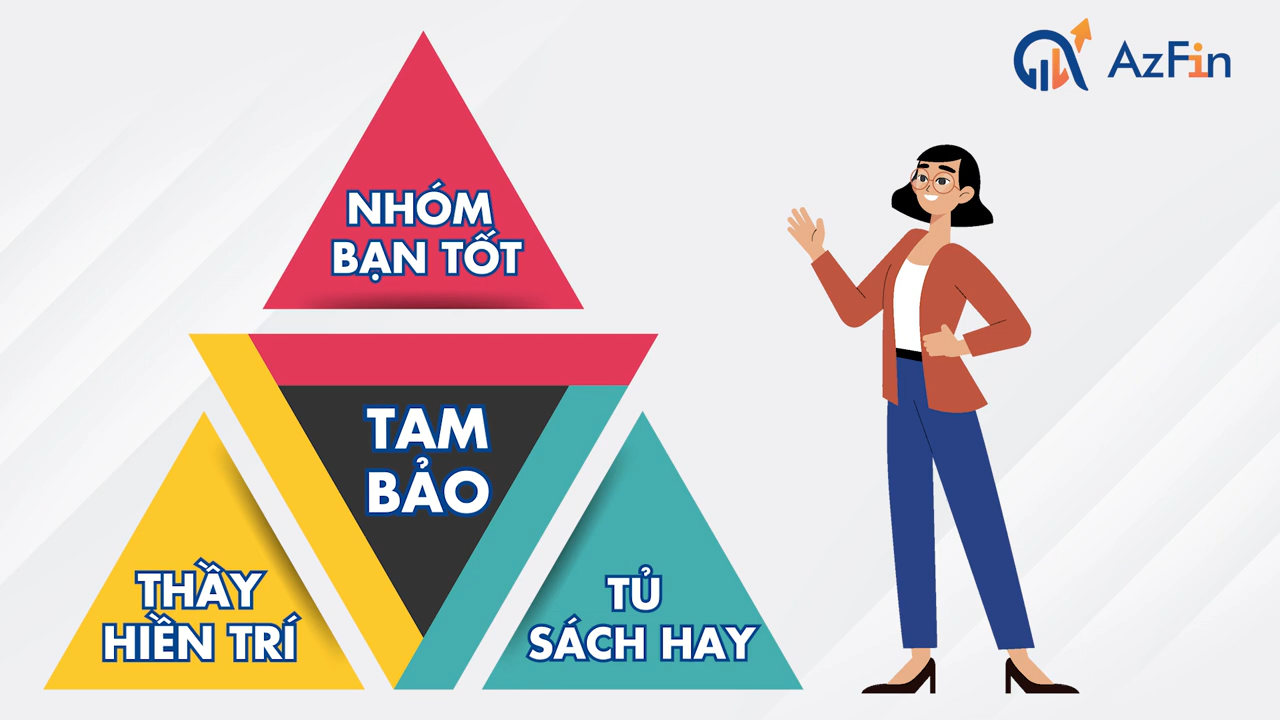 AzFin
NHÓM
BẠN TỐT
TAM
BẢO
THẦY
HIỀN TRÍ
TỦ
SÁCH HAY